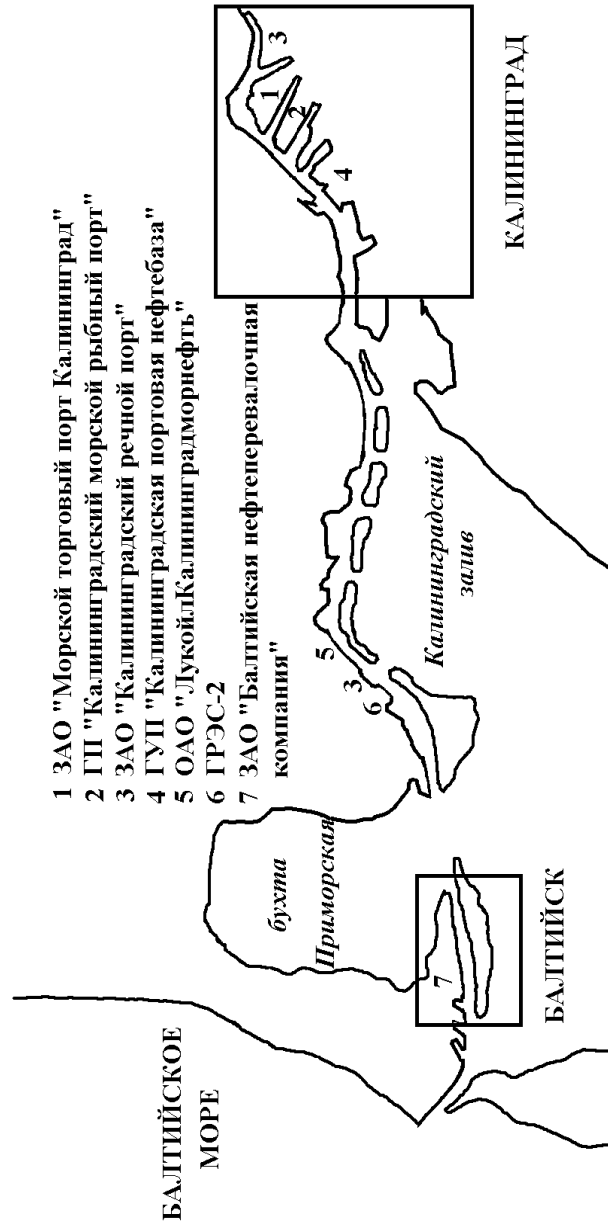 1 ЗАО "Морской торговый порт Калининград"
2 ГП "Калининградский морской рыбный порт"
3 ЗАО "Калининградский речной порт"
4 ГУП "Калининградская портовая нефтебаза"
5 ОАО "ЛукойлКалининградморнефть"
6 ГРЭС-2
7 ЗАО "Балтийская нефтеперевалочная
компания"
БАЛТИЙСКОЕ
МОРЕ
бухта
Приморская
7
БАЛТИЙСК
5
3
6
Калининградский
залив
1
2
3
4
КАЛИНИНГРАД